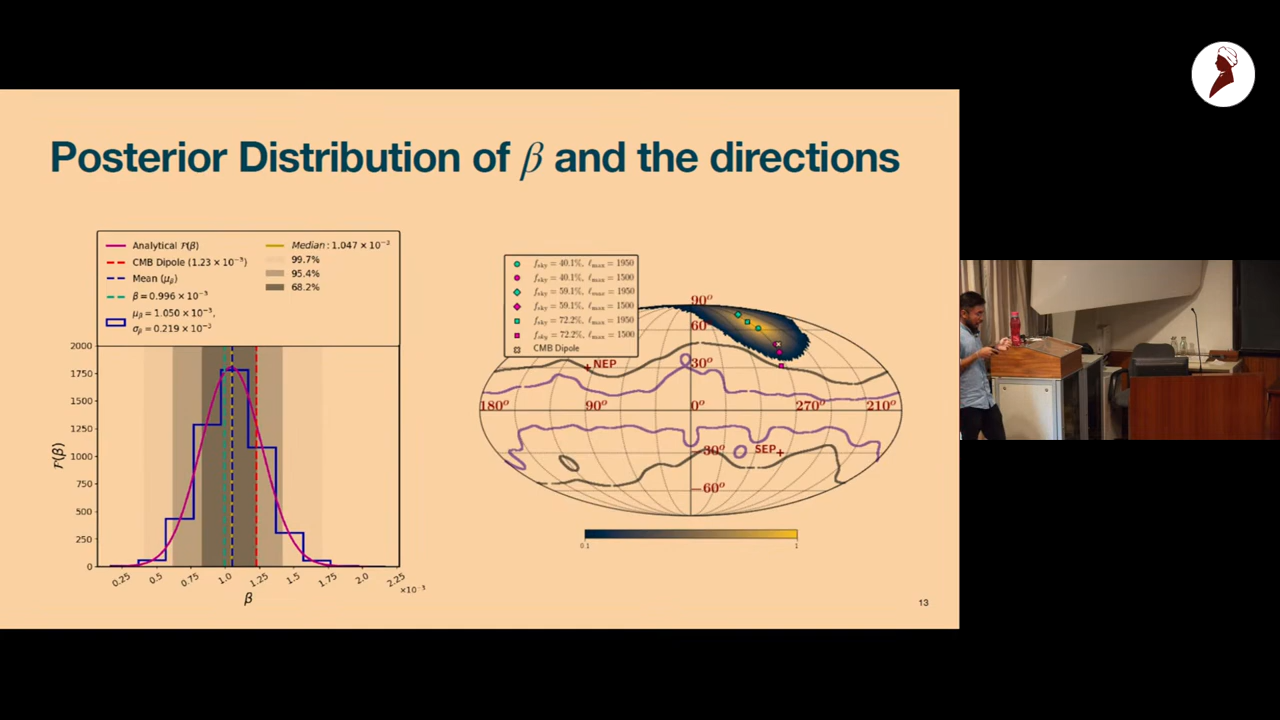 Posterior Distribution of β and the directions
Analytical 𝓕(β)
CMB Dipole (1.23 × 10⁻³)
Mean (μᵦ)
β = 0.996 × 10⁻³
μᵦ = 1.050 × 10⁻³,
σᵦ = 0.219 × 10⁻²
Median : 1.047 × 10⁻²
99.7%
95.4%
68.2%
2000
1750
1500
1250
1000
750
500
250
0
𝓕(β)
0.25 0.5 0.75 1.0 1.25 1.5 1.75 2.0 2.25
×10⁻³
β
f_sky = 40.1%, ℓ_max = 1950
f_sky = 40.1%, ℓ_max = 1500
f_sky = 59.1%, ℓ_max = 1950
f_sky = 59.1%, ℓ_max = 1500
f_sky = 72.2%, ℓ_max = 1950
f_sky = 72.2%, ℓ_max = 1500
CMB Dipole
90°
60°
NEP 30°
180° 90° 0° 270° 210°
−30° SEP
−60°
0.1 1
13